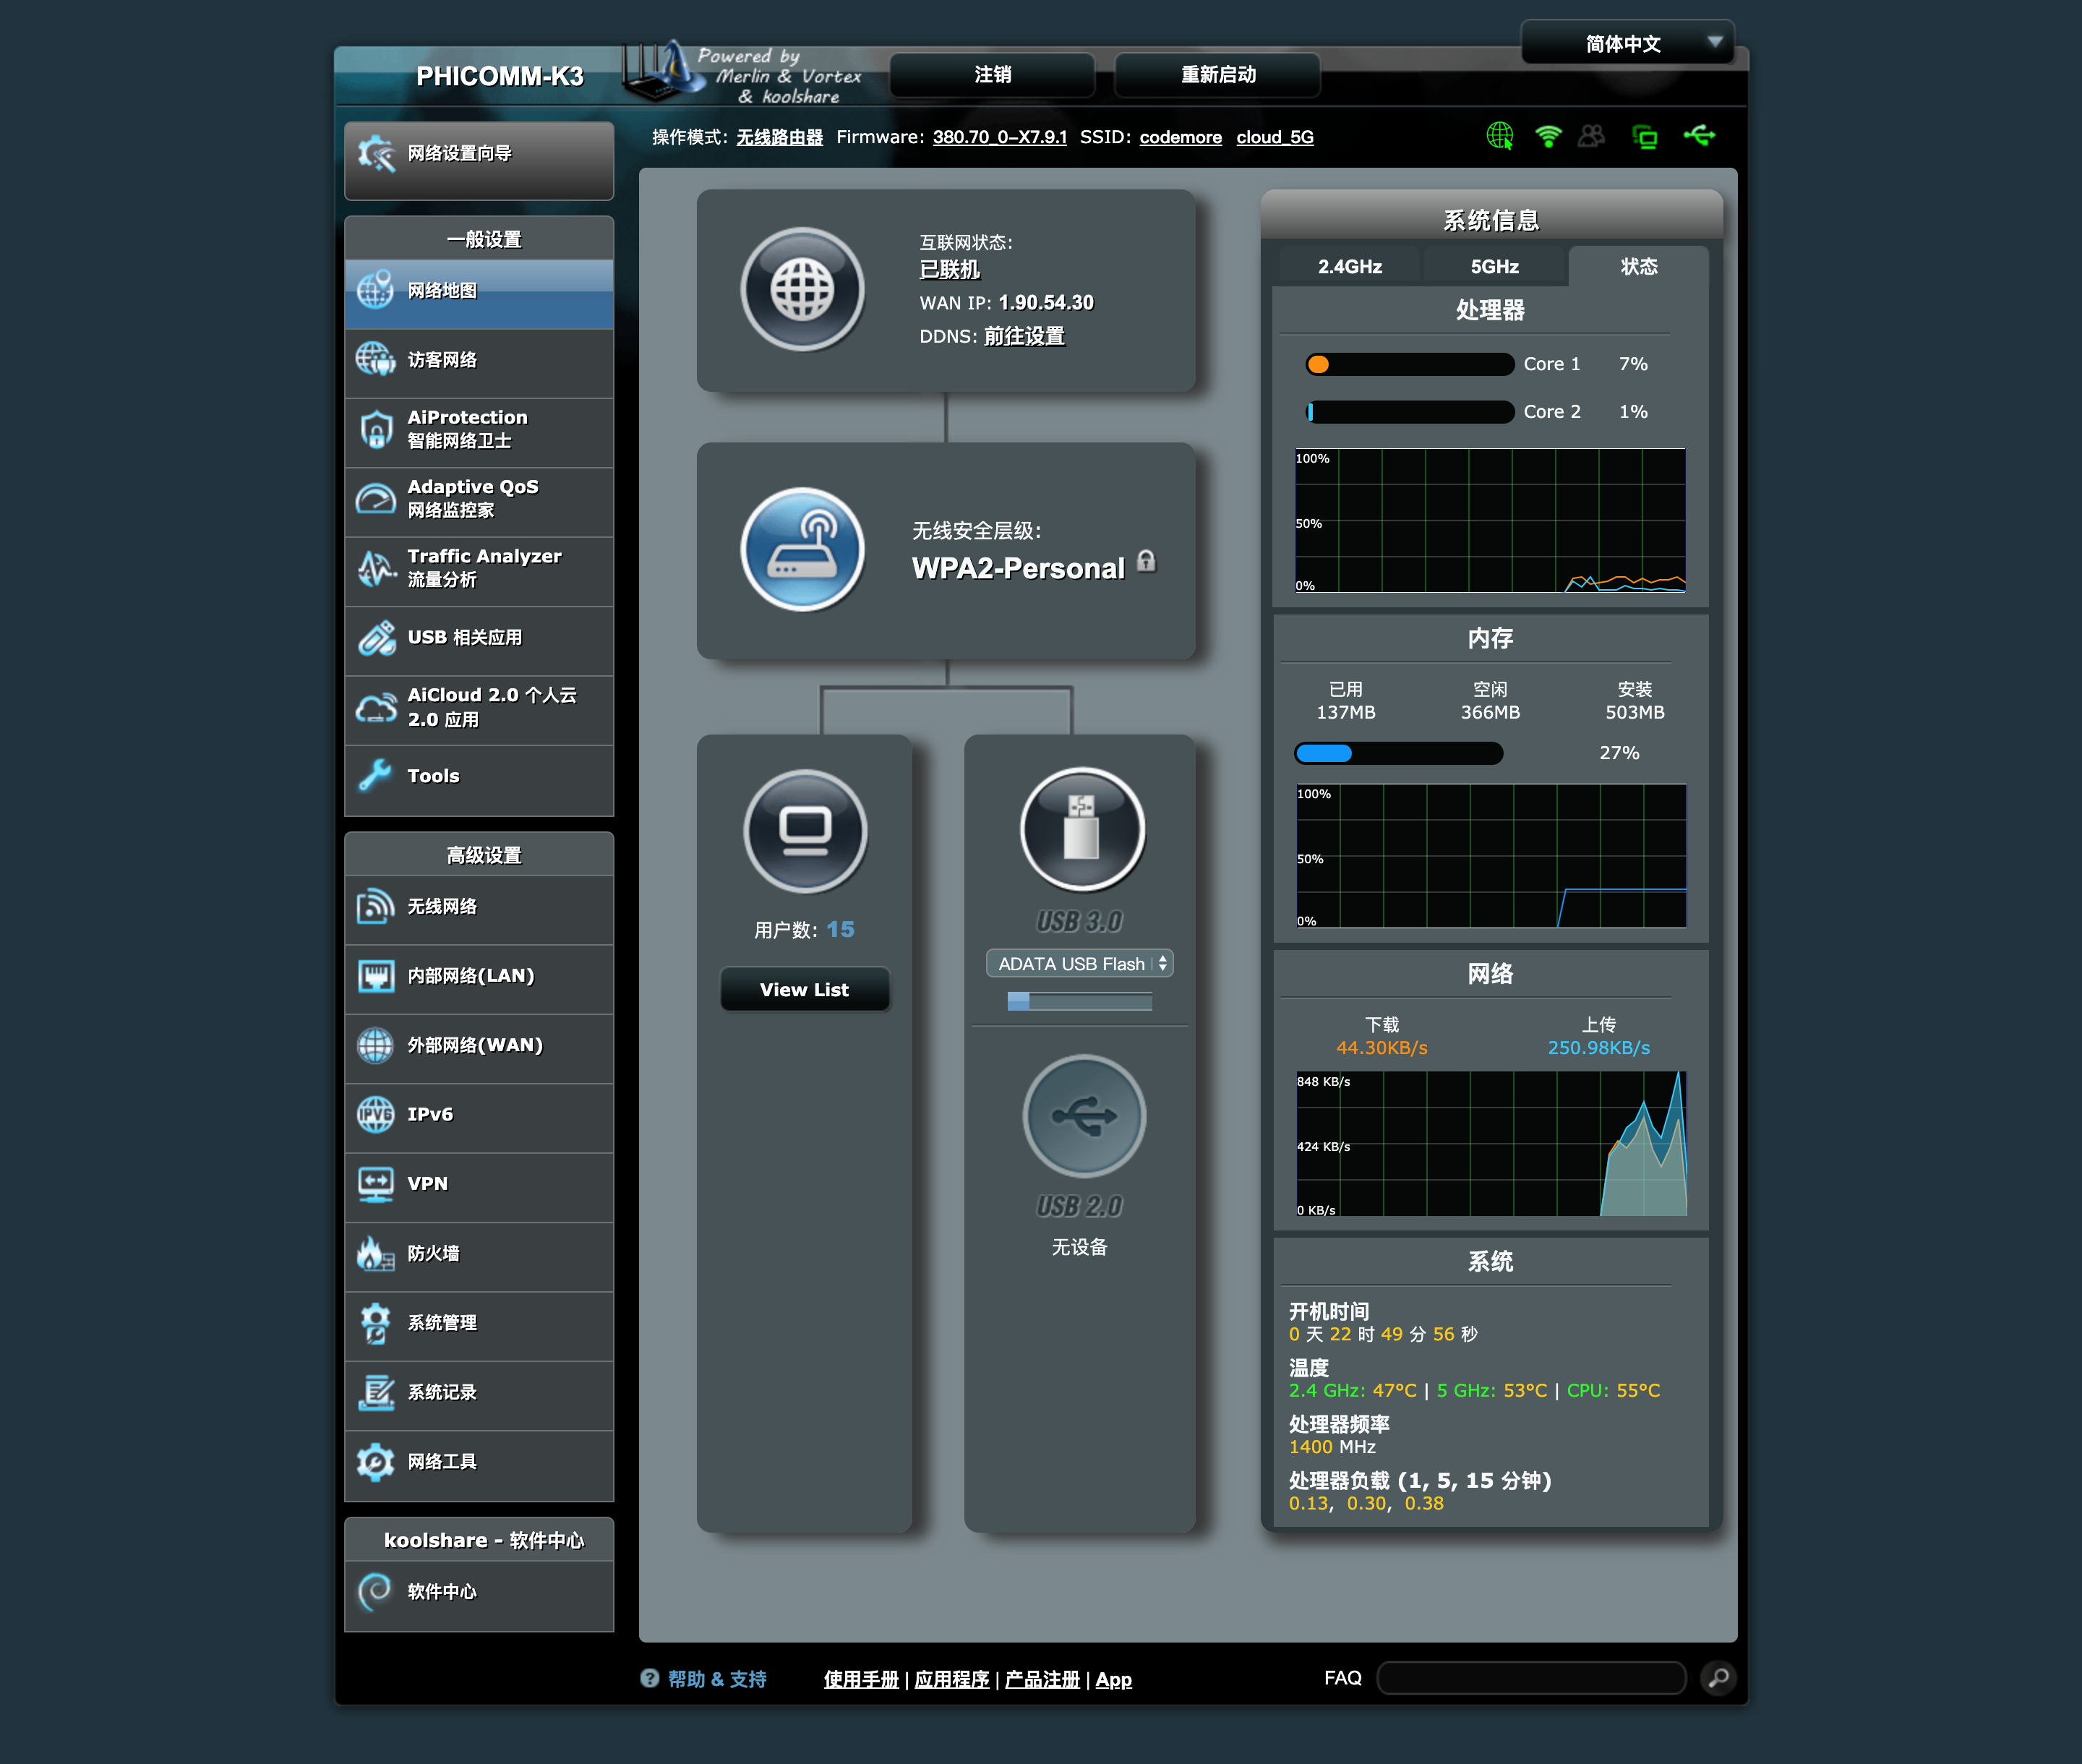 简体中文
PHICOMM-K3
Powered by
Merlin & Vortex
& koolshare
注销
重新启动
操作模式: 无线路由器 Firmware: 380.70_0-X7.9.1 SSID: codemore cloud_5G
网络设置向导
一般设置
网络地图
访客网络
AiProtection
智能网络卫士
Adaptive QoS
网络监控家
Traffic Analyzer
流量分析
USB 相关应用
AiCloud 2.0 个人云
2.0 应用
Tools
高级设置
无线网络
内部网络(LAN)
外部网络(WAN)
IPV6
IPv6
VPN
防火墙
系统管理
系统记录
网络工具
koolshare - 软件中心
软件中心
互联网状态:
已联机
WAN IP: 1.90.54.30
DDNS: 前往设置
无线安全层级:
WPA2-Personal
用户数: 15
View List
USB 3.0
ADATA USB Flash
USB 2.0
无设备
系统信息
2.4GHz 5GHz 状态
处理器
Core 1 7%
Core 2 1%
100%
50%
0%
内存
已用 空闲 安装
137MB 366MB 503MB
27%
100%
50%
0%
网络
下载 上传
44.30KB/s 250.98KB/s
848 KB/s
424 KB/s
0 KB/s
系统
开机时间
0 天 22 时 49 分 56 秒
温度
2.4 GHz: 47°C | 5 GHz: 53°C | CPU: 55°C
处理器频率
1400 MHz
处理器负载 (1, 5, 15 分钟)
0.13, 0.30, 0.38
? 帮助 & 支持
使用手册 | 应用程序 | 产品注册 | App
FAQ